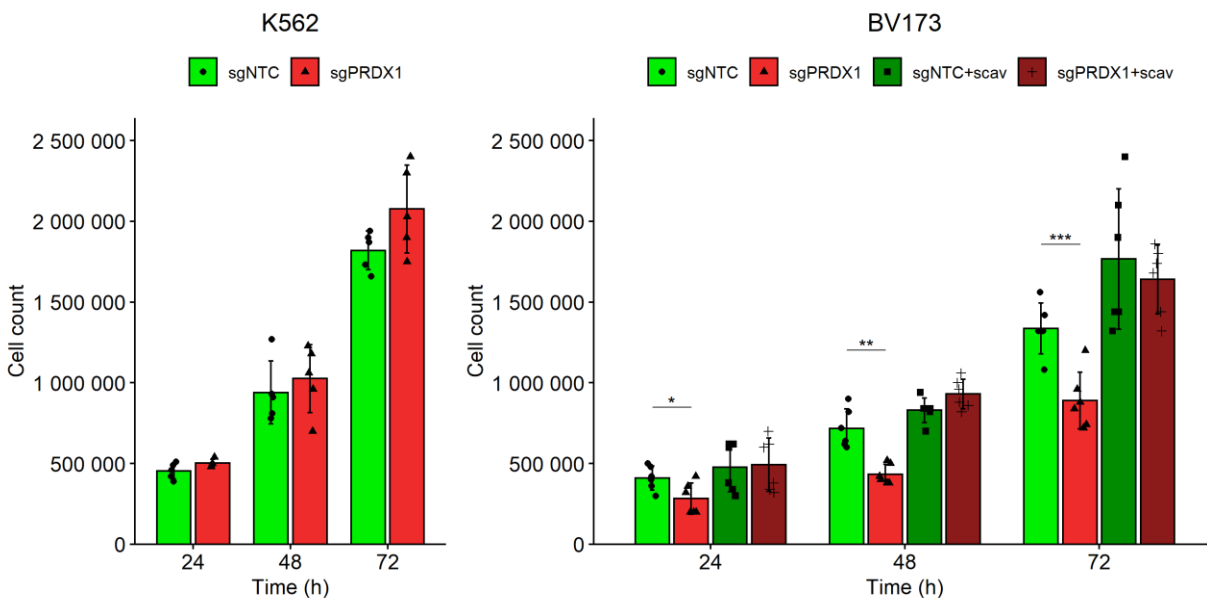 K562
sgNTC sgPRDX1
Cell count
2 500 000
2 000 000
1 500 000
1 000 000
500 000
0
24 48 72
Time (h)
BV173
sgNTC sgPRDX1 sgNTC+scav sgPRDX1+scav
Cell count
2 500 000
2 000 000
1 500 000
1 000 000
500 000
0
*
**
***
24 48 72
Time (h)